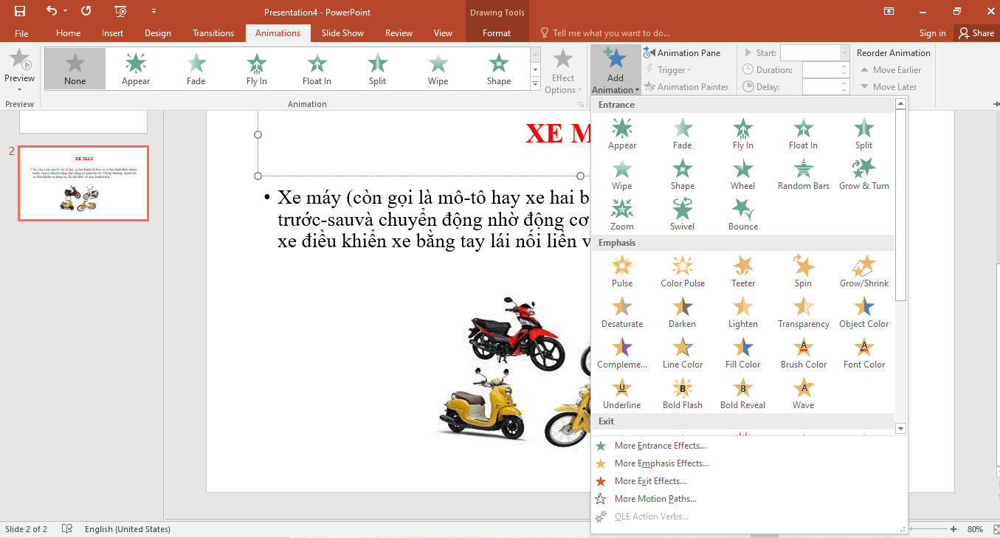 Presentation4 - PowerPoint
Drawing Tools
File Home Insert Design Transitions Animations Slide Show Review View Format Tell me what you want to do... Sign in Share
Preview
None Appear Fade Fly In Float In Split Wipe Shape
Effect Options
Add Animation
Animation Pane
Trigger
Animation Painter
Start:
Duration:
Delay:
Reorder Animation
Move Earlier
Move Later
Preview
Animation
2
XE MÁY
XE M
• Xe máy (còn gọi là mô-tô hay xe hai b
trước-sauvà chuyển động nhờ động cơ
xe điều khiển xe bằng tay lái nối liền v
Entrance
Appear Fade Fly In Float In Split
Wipe Shape Wheel Random Bars Grow & Turn
Zoom Swivel Bounce
Emphasis
Pulse Color Pulse Teeter Spin Grow/Shrink
Desaturate Darken Lighten Transparency Object Color
Compleme... Line Color Fill Color Brush Color Font Color
Underline Bold Flash Bold Reveal Wave
Exit
More Entrance Effects...
More Emphasis Effects...
More Exit Effects...
More Motion Paths...
OLE Action Verbs...
Slide 2 of 2 English (United States) 80%